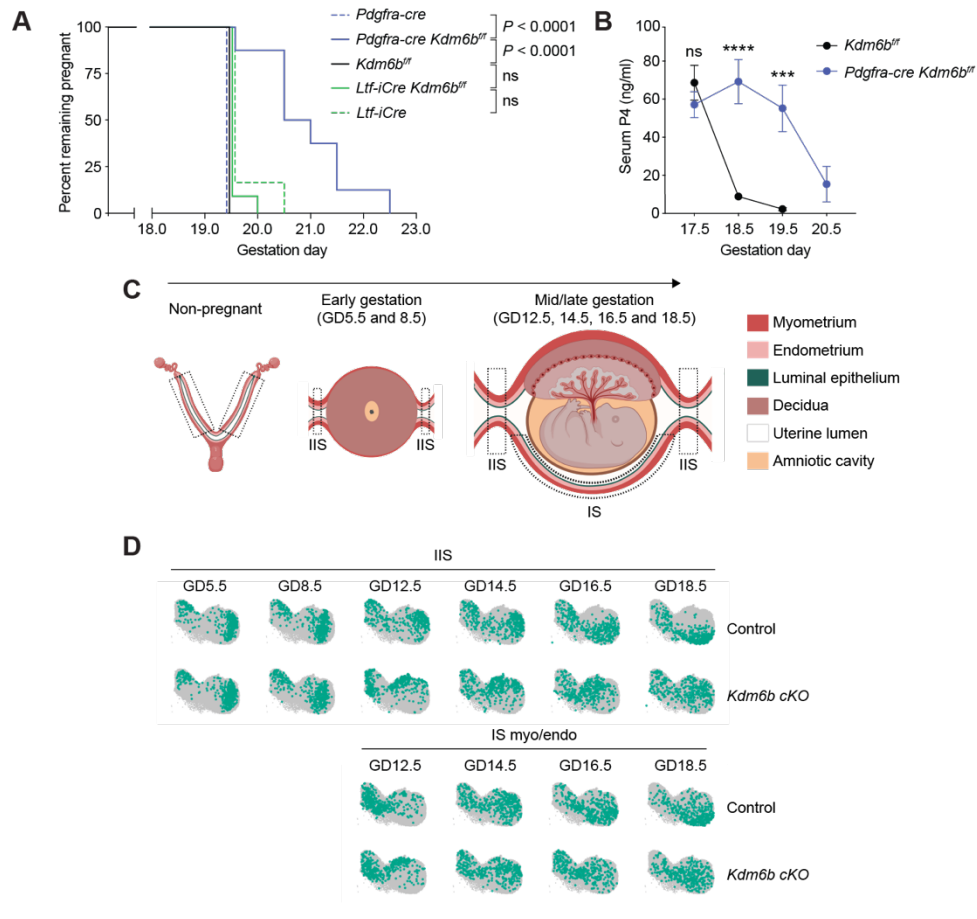 A
Pdgfra-cre
Pdgfra-cre Kdm6b^f/f
Kdm6b^f/f
Ltf-iCre Kdm6b^f/f
Ltf-iCre
P < 0.0001
P < 0.0001
ns
ns
Percent remaining pregnant
100
75
50
25
0
18.0 19.0 20.0 21.0 22.0 23.0
Gestation day
B
Kdm6b^f/f
Pdgfra-cre Kdm6b^f/f
ns
****
***
Serum P4 (ng/ml)
100
80
60
40
20
0
17.5 18.5 19.5 20.5
Gestation day
C
Non-pregnant
Early gestation
(GD5.5 and 8.5)
Mid/late gestation
(GD12.5, 14.5, 16.5 and 18.5)
IIS
IIS
IIS
IIS
IS
Myometrium
Endometrium
Luminal epithelium
Decidua
Uterine lumen
Amniotic cavity
D
IIS
GD5.5 GD8.5 GD12.5 GD14.5 GD16.5 GD18.5
Control
Kdm6b cKO
IS myo/endo
GD12.5 GD14.5 GD16.5 GD18.5
Control
Kdm6b cKO